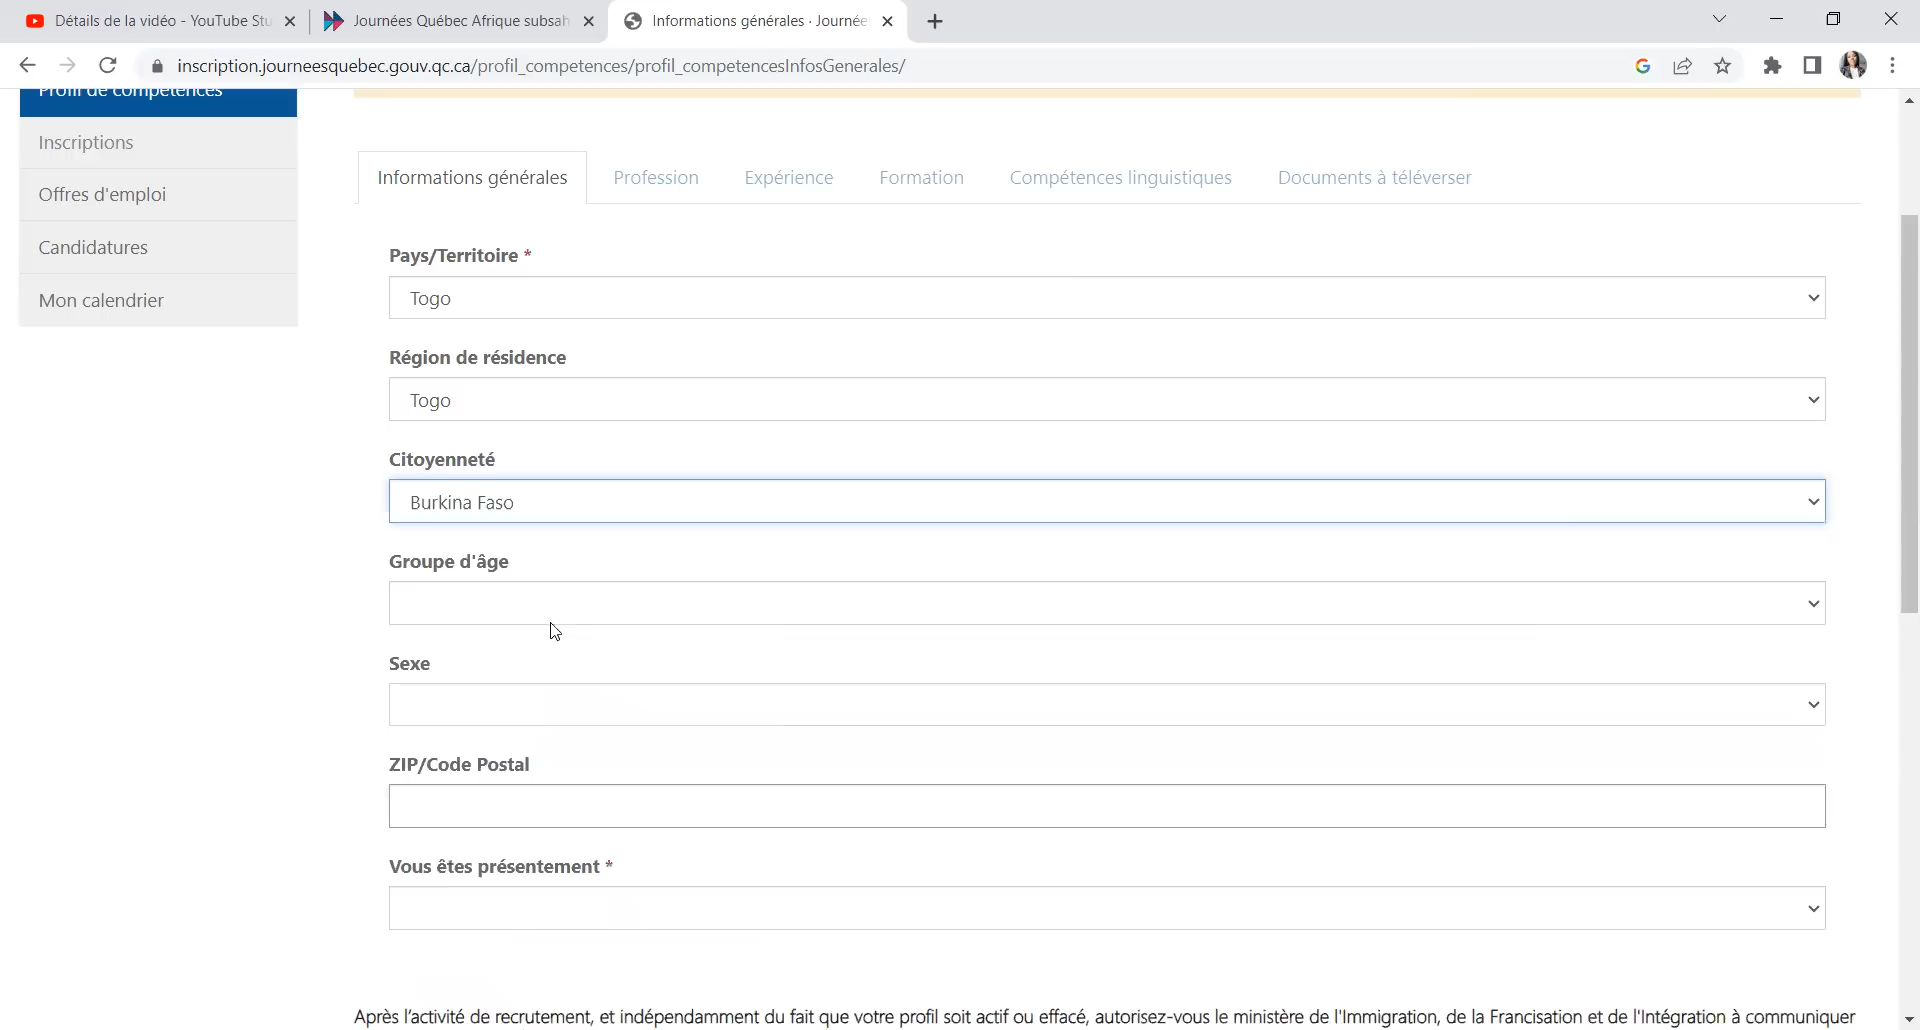 Détails de la vidéo - YouTube Stu
Journées Québec Afrique subsah
Informations générales · Journée
inscription.journeesquebec.gouv.qc.ca/profil_competences/profil_competencesInfosGenerales/
Profil de compétences
Inscriptions
Offres d'emploi
Candidatures
Mon calendrier
Informations générales
Profession
Expérience
Formation
Compétences linguistiques
Documents à téléverser
Pays/Territoire *
Togo
Région de résidence
Togo
Citoyenneté
Burkina Faso
Groupe d'âge
Sexe
ZIP/Code Postal
Vous êtes présentement *
Après l'activité de recrutement, et indépendamment du fait que votre profil soit actif ou effacé, autorisez-vous le ministère de l'Immigration, de la Francisation et de l'Intégration à communiquer